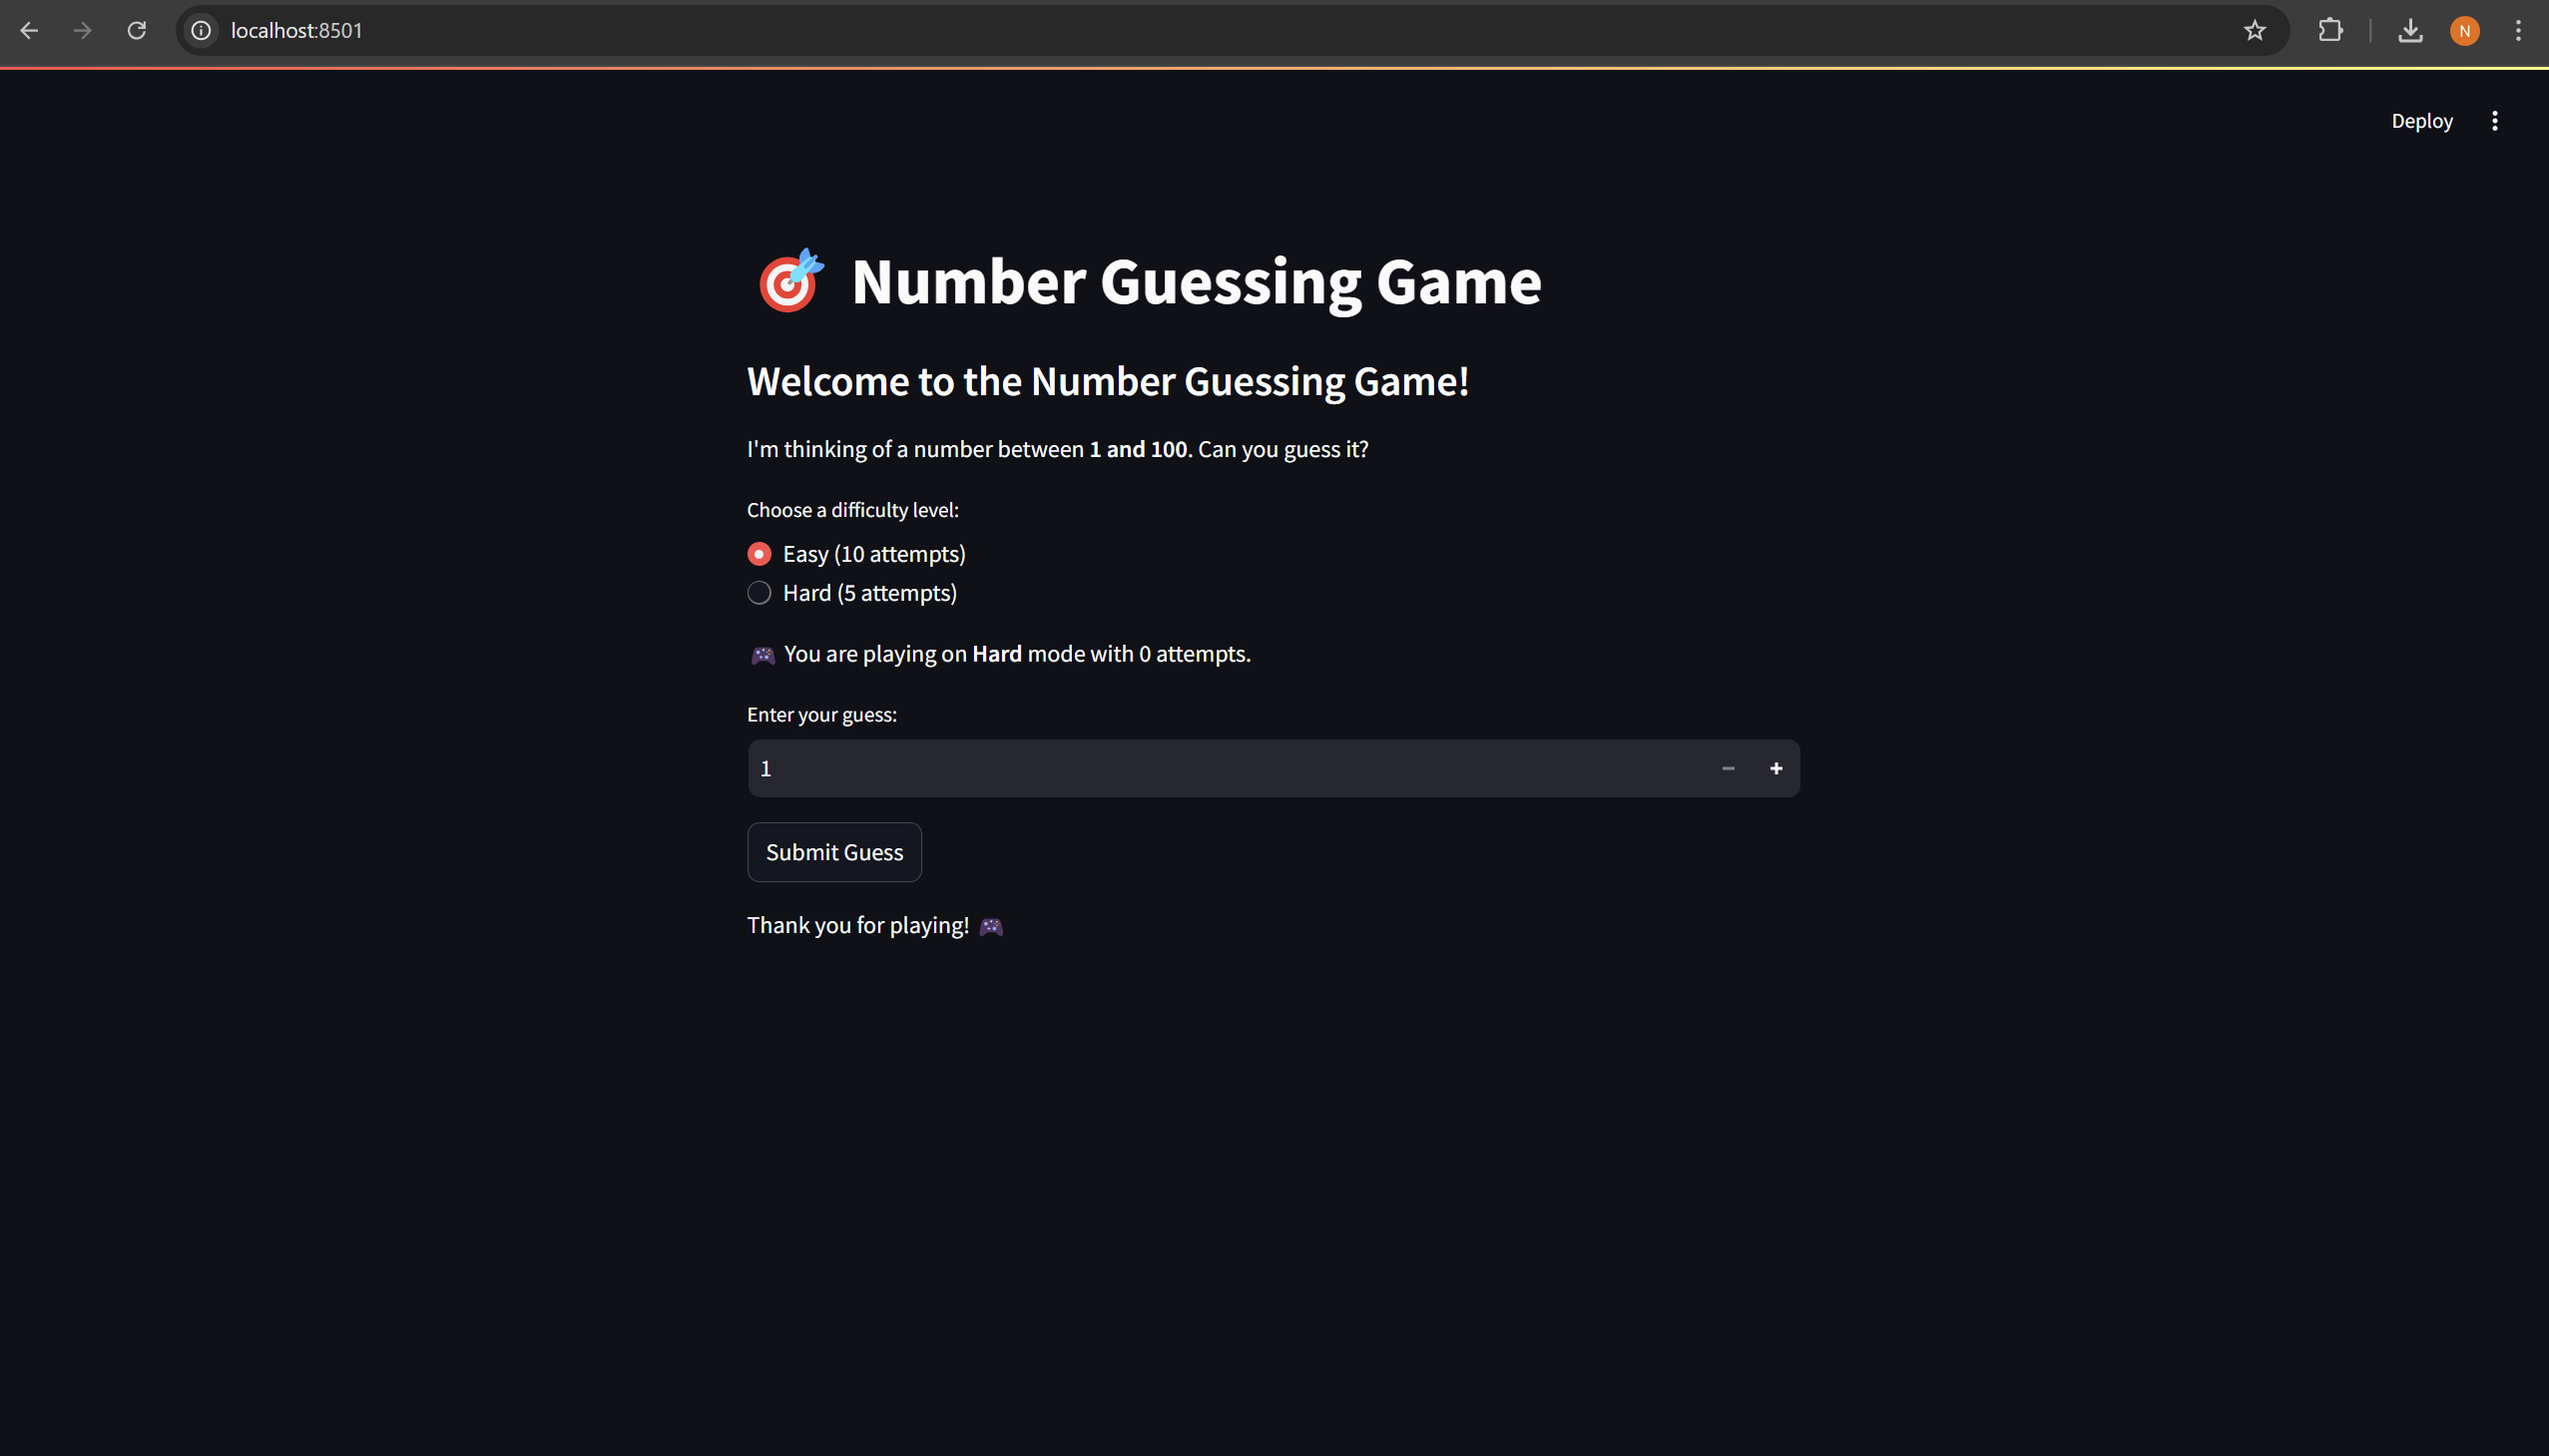 localhost:8501
N
Deploy
Number Guessing Game
Welcome to the Number Guessing Game!
I'm thinking of a number between 1 and 100. Can you guess it?
Choose a difficulty level:
Easy (10 attempts)
Hard (5 attempts)
🎮 You are playing on Hard mode with 0 attempts.
Enter your guess:
1
Submit Guess
Thank you for playing! 🎮